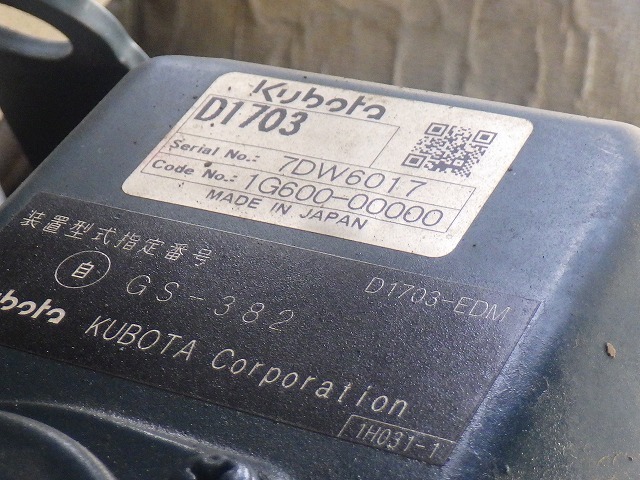 Kubota
D1703
Serial No.: 7DW6017
Code No.: 1G600-00000
MADE IN JAPAN
装置型式指定番号
自 GS-382 D1703-EDM
Kubota KUBOTA Corporation
1H031-1